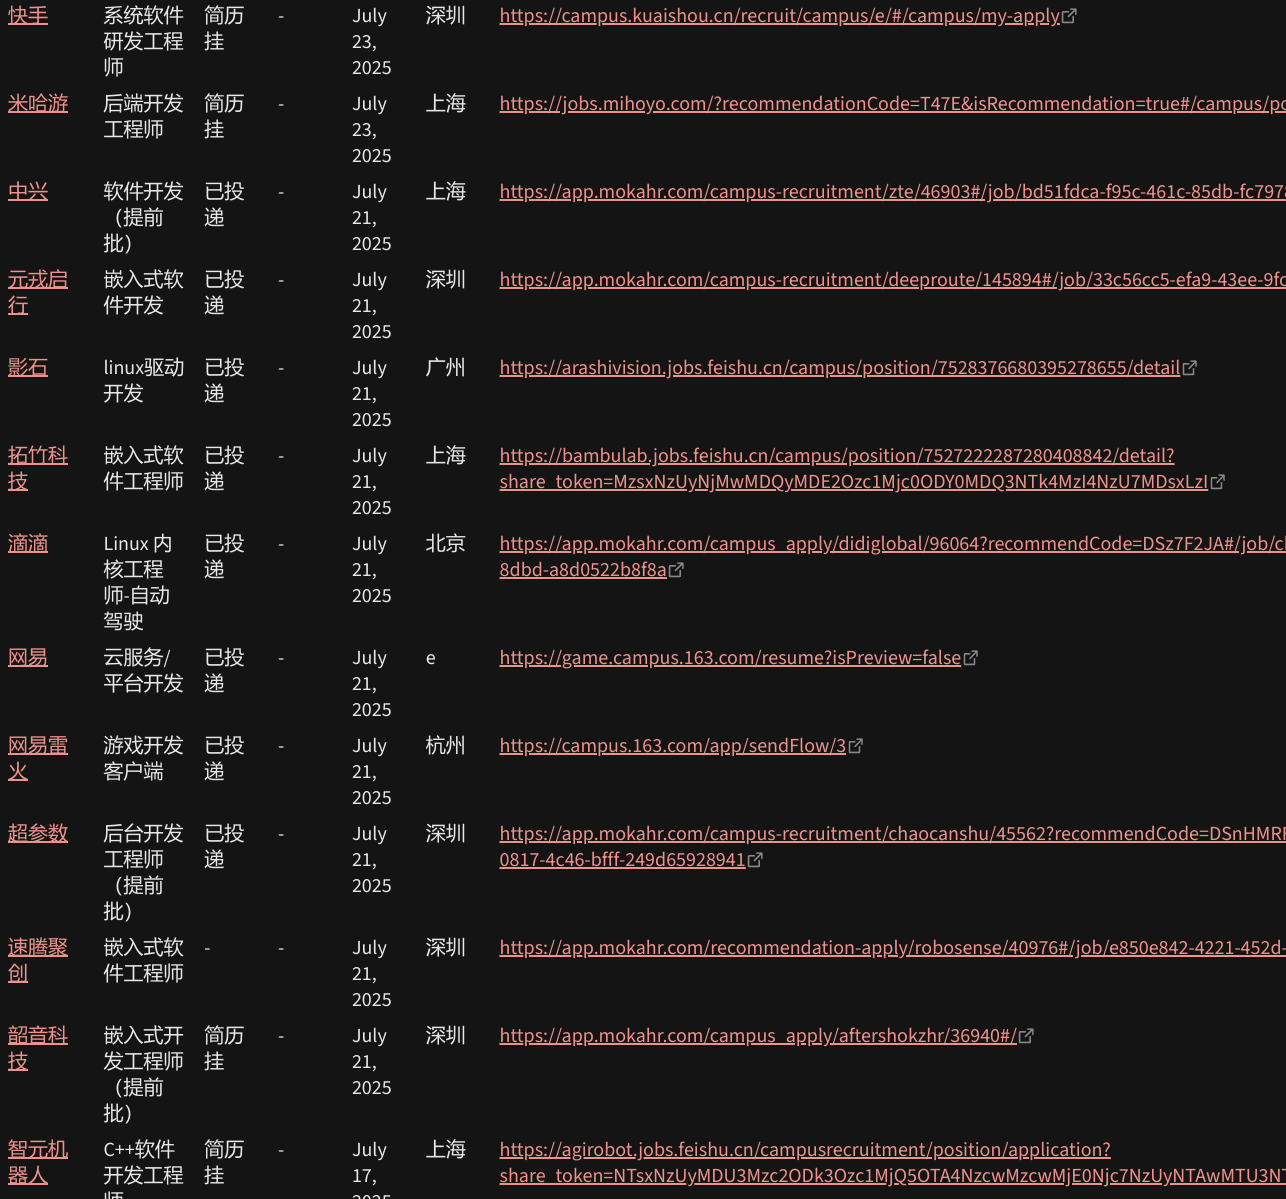 快手 系统软件 简历 - July 深圳 https://campus.kuaishou.cn/recruit/campus/e/#/campus/my-apply
研发工程 挂 23,
师 2025
米哈游 后端开发 简历 - July 上海 https://jobs.mihoyo.com/?recommendationCode=T47E&isRecommendation=true#/campus/po
工程师 挂 23,
2025
中兴 软件开发 已投 - July 上海 https://app.mokahr.com/campus-recruitment/zte/46903#/job/bd51fdca-f95c-461c-85db-fc797
（提前 递 21,
批） 2025
元戎启 嵌入式软 已投 - July 深圳 https://app.mokahr.com/campus-recruitment/deeproute/145894#/job/33c56cc5-efa9-43ee-9fc
行 件开发 递 21,
2025
影石 linux驱动 已投 - July 广州 https://arashivision.jobs.feishu.cn/campus/position/7528376680395278655/detail
开发 递 21,
2025
拓竹科 嵌入式软 已投 - July 上海 https://bambulab.jobs.feishu.cn/campus/position/7527222287280408842/detail?
技 件工程师 递 21, share_token=MzsxNzUyNjMwMDQyMDE2Ozc1Mjc0ODY0MDQ3NTk4MzI4NzU7MDsxLzI
2025
滴滴 Linux 内 已投 - July 北京 https://app.mokahr.com/campus_apply/didiglobal/96064?recommendCode=DSz7F2JA#/job/c
核工程 递 21, 8dbd-a8d0522b8f8a
师-自动 2025
驾驶
网易 云服务/ 已投 - July e https://game.campus.163.com/resume?isPreview=false
平台开发 递 21,
2025
网易雷 游戏开发 已投 - July 杭州 https://campus.163.com/app/sendFlow/3
火 客户端 递 21,
2025
超参数 后台开发 已投 - July 深圳 https://app.mokahr.com/campus-recruitment/chaocanshu/45562?recommendCode=DSnHMR
工程师 递 21, 0817-4c46-bfff-249d65928941
（提前 2025
批）
速腾聚 嵌入式软 - - July 深圳 https://app.mokahr.com/recommendation-apply/robosense/40976#/job/e850e842-4221-452d-
创 件工程师 21,
2025
韶音科 嵌入式开 简历 - July 深圳 https://app.mokahr.com/campus_apply/aftershokzhr/36940#/
技 发工程师 挂 21,
（提前 2025
批）
智元机 C++软件 简历 - July 上海 https://agirobot.jobs.feishu.cn/campusrecruitment/position/application?
器人 开发工程 挂 17, share_token=NTsxNzUyMDU3Mzc2ODk3Ozc1MjQ5OTA4NzcwMzcwMjE0Njc7NzUyNTAwMTU3N